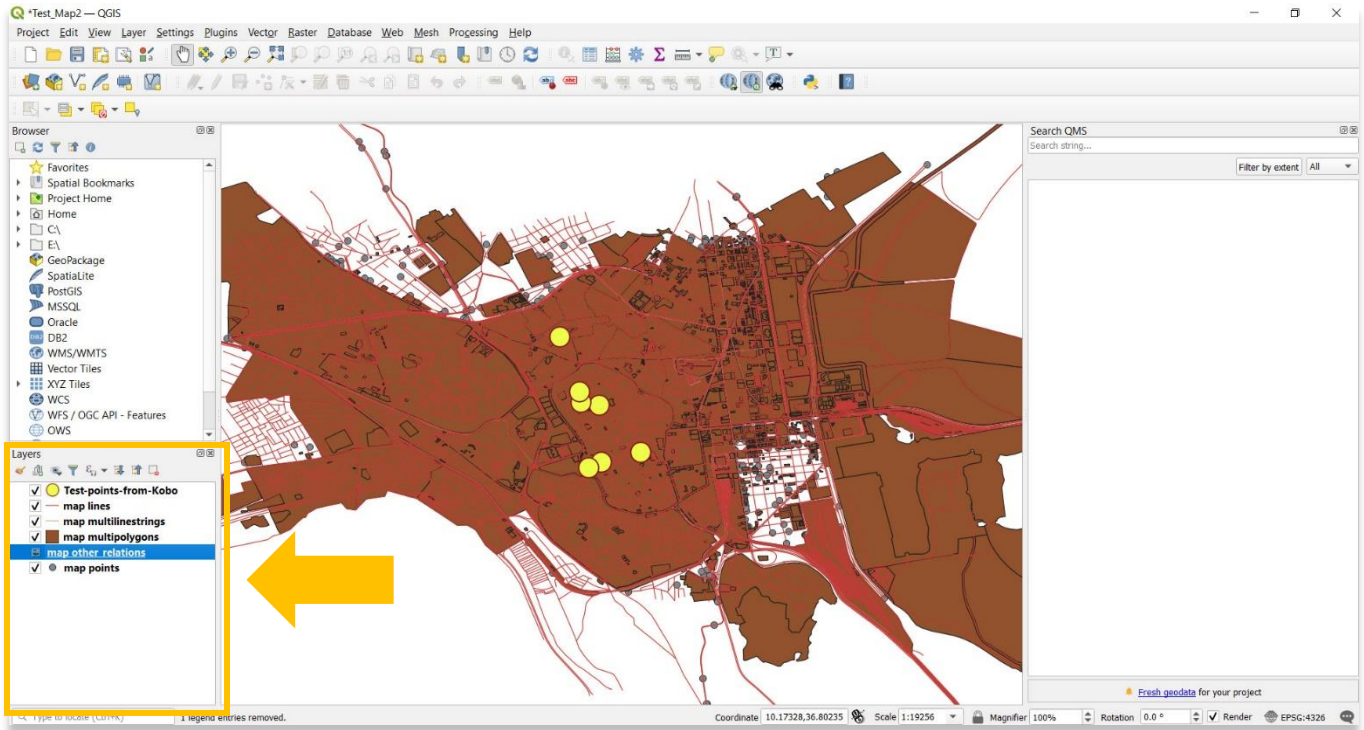 *Test_Map2 — QGIS
Project Edit View Layer Settings Plugins Vector Raster Database Web Mesh Processing Help
Browser
Favorites
Spatial Bookmarks
Project Home
Home
C:\
E:\
GeoPackage
SpatiaLite
PostGIS
MSSQL
Oracle
DB2
WMS/WMTS
Vector Tiles
XYZ Tiles
WCS
WFS / OGC API - Features
OWS
Layers
Test-points-from-Kobo
map lines
map multilinestrings
map multipolygons
map other_relations
map points
Search QMS
Search string...
Filter by extent All
Fresh geodata for your project
Type to locate (Ctrl+K) 1 legend entries removed. Coordinate 10.17328,36.80235 Scale 1:19256 Magnifier 100% Rotation 0.0 ° Render EPSG:4326